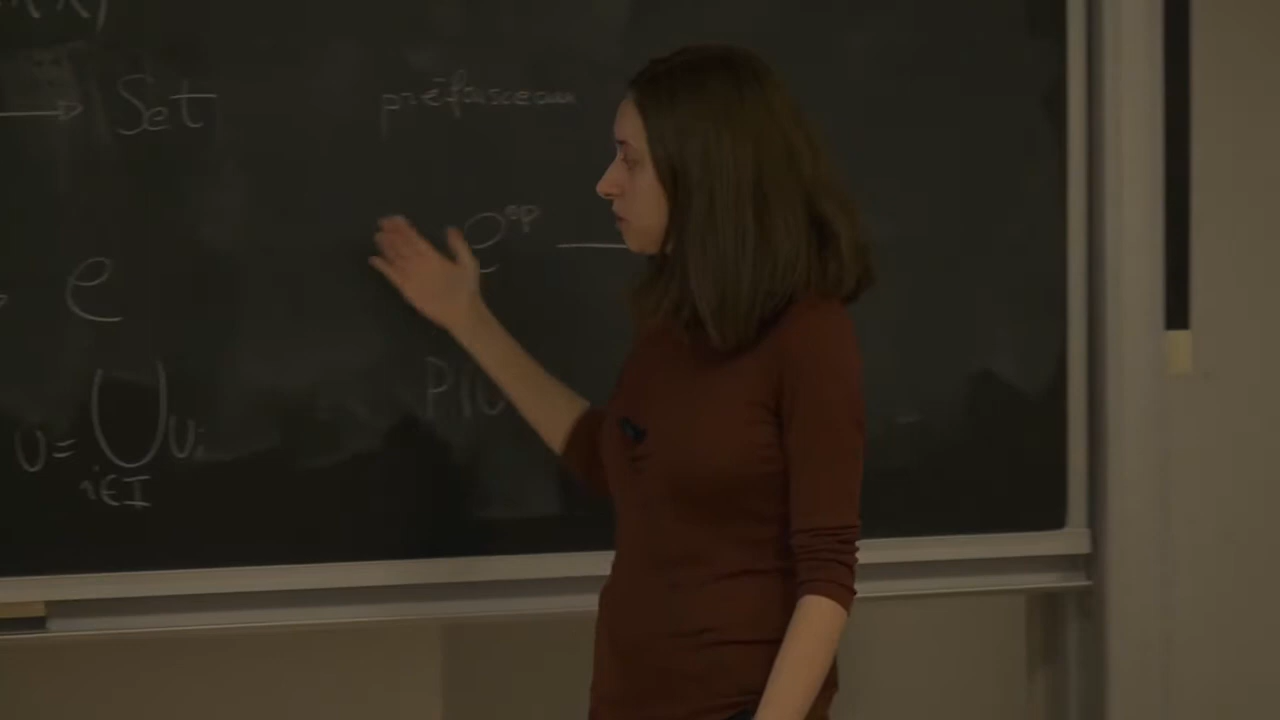 Set
préfaisceau
C^op
C
U = ⋃ U_i
i∈I